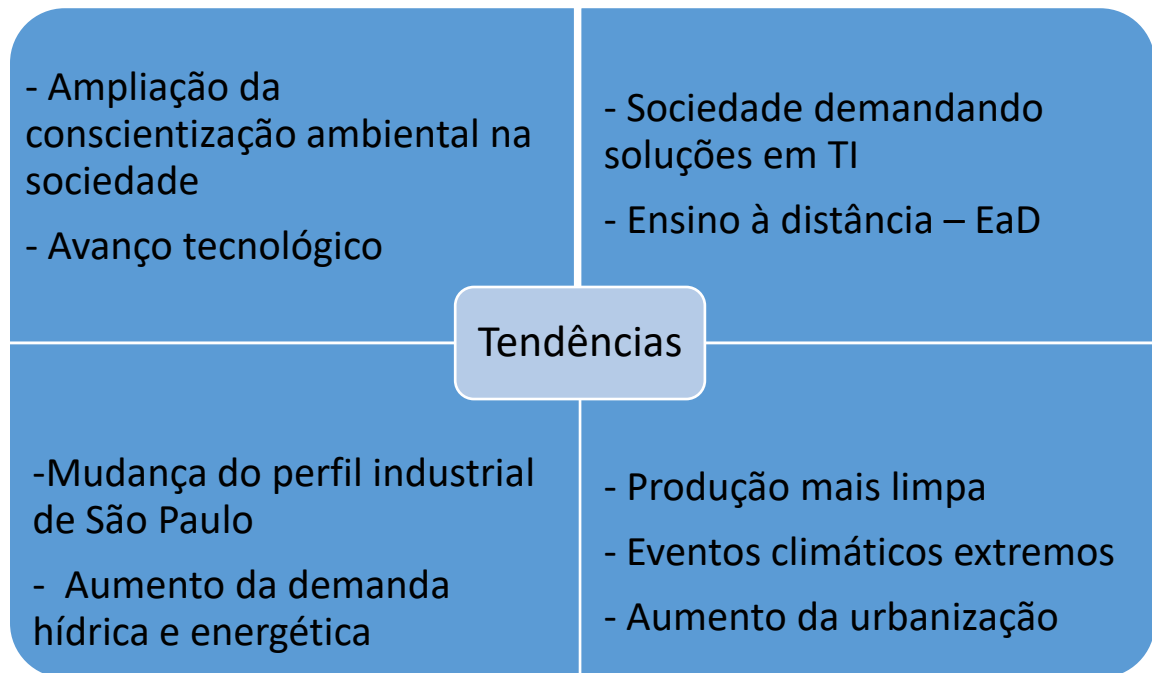 - Ampliação da
conscientização ambiental na
sociedade
- Avanço tecnológico
- Sociedade demandando
soluções em TI
- Ensino à distância – EaD
Tendências
-Mudança do perfil industrial
de São Paulo
- Aumento da demanda
hídrica e energética
- Produção mais limpa
- Eventos climáticos extremos
- Aumento da urbanização